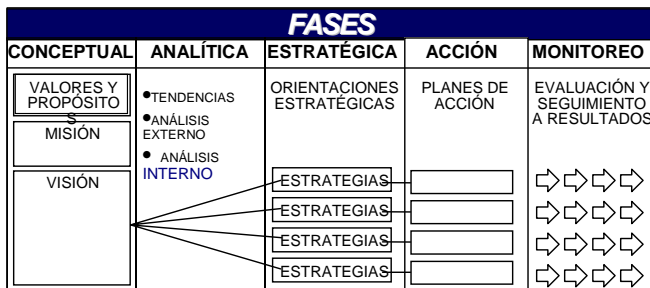 FASES
CONCEPTUAL
ANALÍTICA
ESTRATÉGICA
ACCIÓN
MONITOREO
VALORES Y
PROPÓSITO
S
MISIÓN
VISIÓN
•TENDENCIAS
•ANÁLISIS
EXTERNO
• ANÁLISIS
INTERNO
ORIENTACIONES
ESTRATÉGICAS
ESTRATEGIAS
ESTRATEGIAS
ESTRATEGIAS
ESTRATEGIAS
PLANES DE
ACCIÓN
EVALUACIÓN Y
SEGUIMIENTO
A RESULTADOS